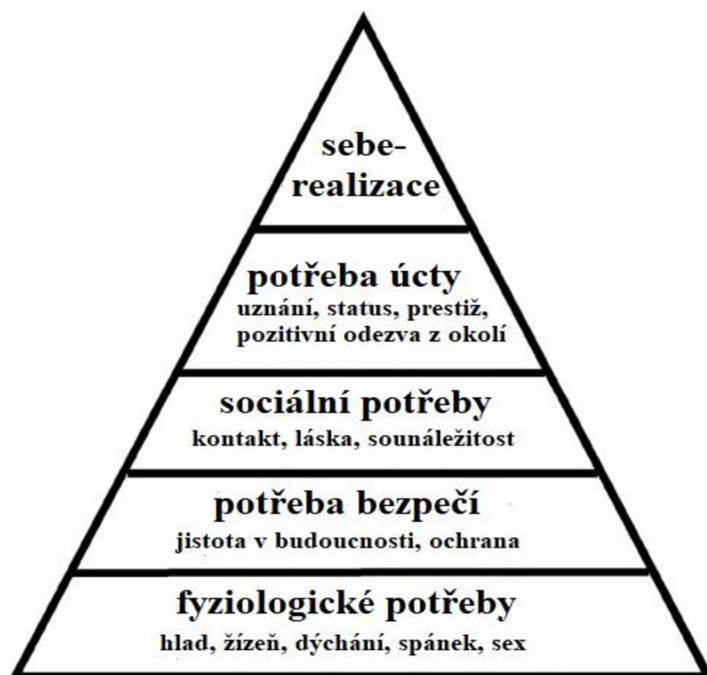 sebe-
realizace
potřeba úcty
uznání, status, prestiž,
pozitivní odezva z okolí
sociální potřeby
kontakt, láska, sounáležitost
potřeba bezpečí
jistota v budoucnosti, ochrana
fyziologické potřeby
hlad, žízeň, dýchání, spánek, sex